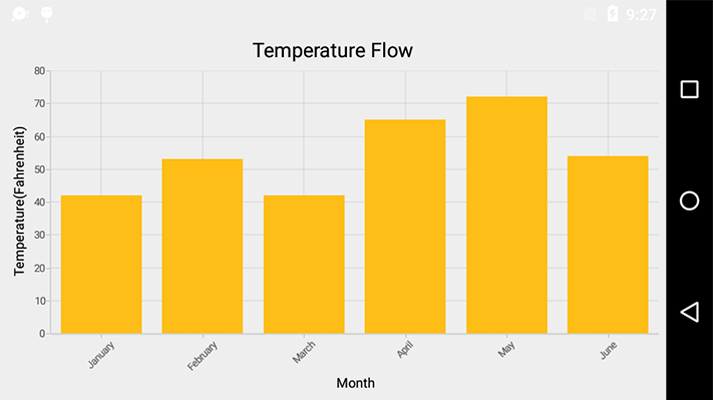 9:27
Temperature Flow
Temperature(Fahrenheit)
80
70
60
50
40
30
20
10
0
January
February
March
April
May
June
Month